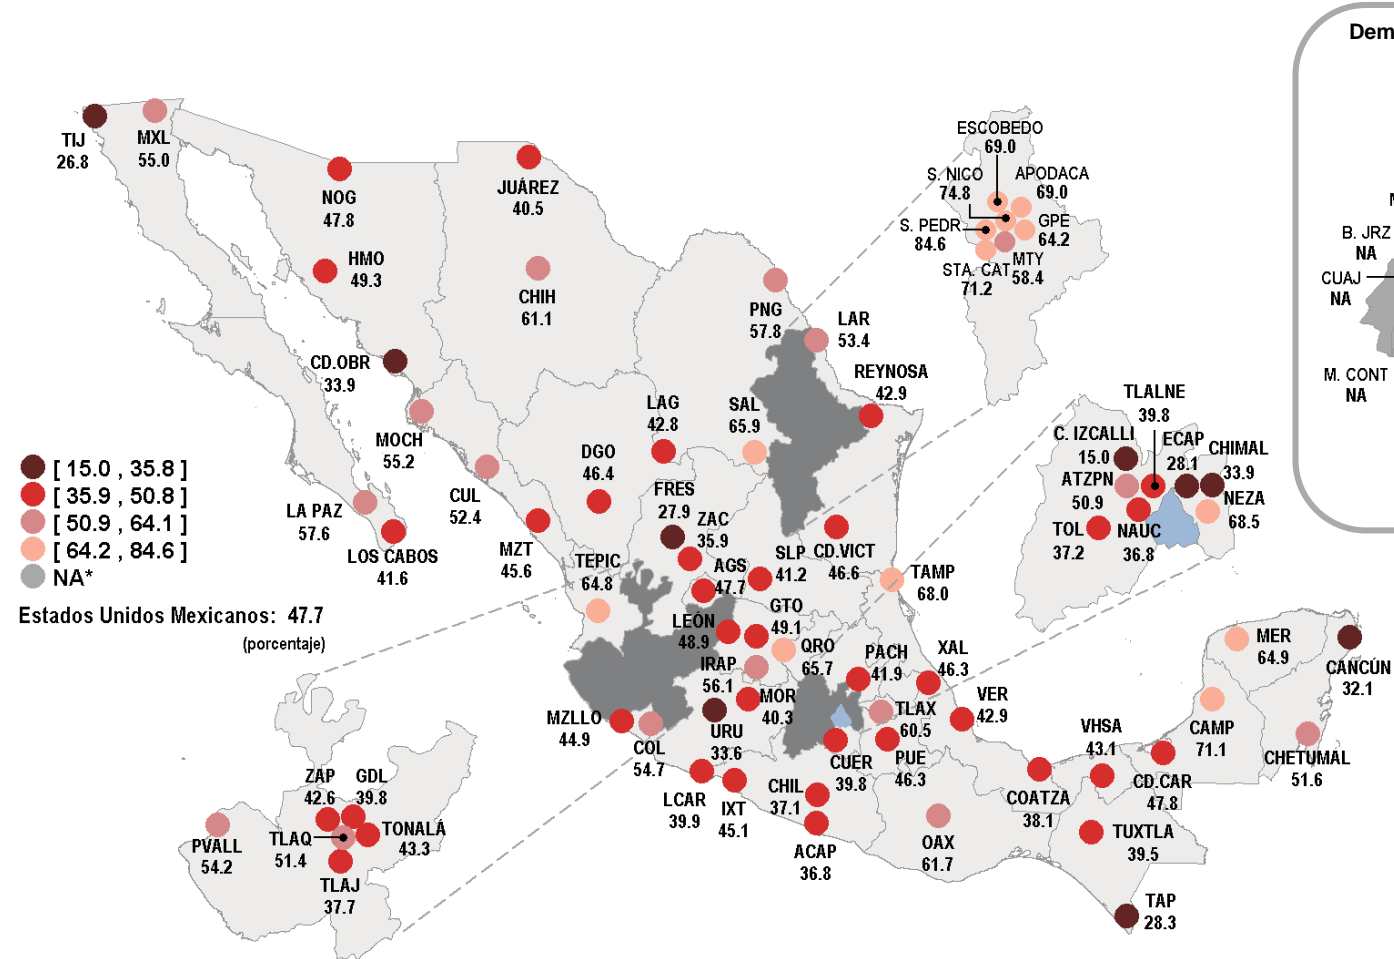 Dem
B. JRZ
NA
CUAJ
NA
M. CONT
NA
TIJ
26.8
MXL
55.0
NOG
47.8
HMO
49.3
JUÁREZ
40.5
CHIH
61.1
CD.OBR
33.9
MOCH
55.2
CUL
52.4
LA PAZ
57.6
LOS CABOS
41.6
MZT
45.6
DGO
46.4
LAG
42.8
SAL
65.9
PNG
57.8
LAR
53.4
REYNOSA
42.9
FRES
27.9
ZAC
35.9
AGS
47.7
SLP
41.2
CD.VICT
46.6
TAMP
68.0
TEPIC
64.8
LEÓN
48.9
GTO
49.1
IRAP
56.1
QRO
65.7
PACH
41.9
XAL
46.3
MOR
40.3
URU
33.6
MZLLO
44.9
COL
54.7
LCAR
39.9
IXT
45.1
CHIL
37.1
ACAP
36.8
CUER
39.8
TLAX
60.5
PUE
46.3
VER
42.9
OAX
61.7
COATZA
38.1
VHSA
43.1
CD.CAR
47.8
TUXTLA
39.5
TAP
28.3
CAMP
71.1
MER
64.9
CANCÚN
32.1
CHETUMAL
51.6
ESCOBEDO
69.0
S. NICO
74.8
APODACA
69.0
S. PEDR
84.6
GPE
64.2
MTY
58.4
STA. CAT
71.2
TLALNE
39.8
C. IZCALLI
15.0
ECAP
28.1
CHIMAL
33.9
ATZPN
50.9
NEZA
68.5
TOL
37.2
NAUC
36.8
ZAP
42.6
GDL
39.8
TONALÁ
43.3
TLAQ
51.4
PVALL
54.2
TLAJ
37.7
[ 15.0 , 35.8 ]
[ 35.9 , 50.8 ]
[ 50.9 , 64.1 ]
[ 64.2 , 84.6 ]
NA*
Estados Unidos Mexicanos: 47.7
(porcentaje)